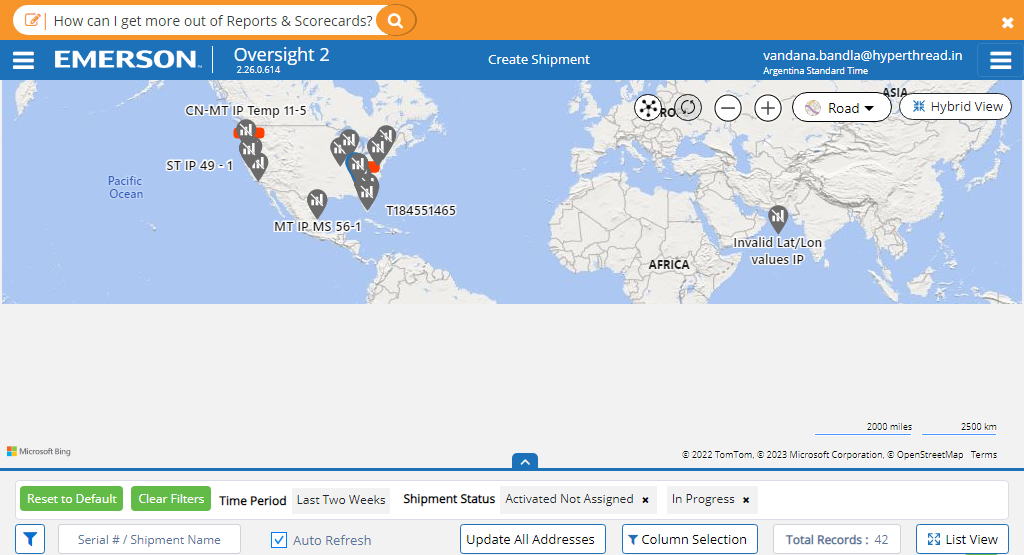 How can I get more out of Reports & Scorecards?
EMERSON
Oversight 2
2.26.0.614
Create Shipment
vandana.bandla@hyperthread.in
Argentina Standard Time
CN-MT IP Temp 11-5
ASIA
Road
Hybrid View
ST IP 49 - 1
Pacific
Ocean
T184551465
MT IP MS 56-1
Invalid Lat/Lon
values IP
AFRICA
2000 miles
2500 km
Microsoft Bing
© 2022 TomTom, © 2023 Microsoft Corporation, © OpenStreetMap Terms
Reset to Default
Clear Filters
Time Period
Last Two Weeks
Shipment Status
Activated Not Assigned ×
In Progress ×
Serial # / Shipment Name
Auto Refresh
Update All Addresses
Column Selection
Total Records : 42
List View